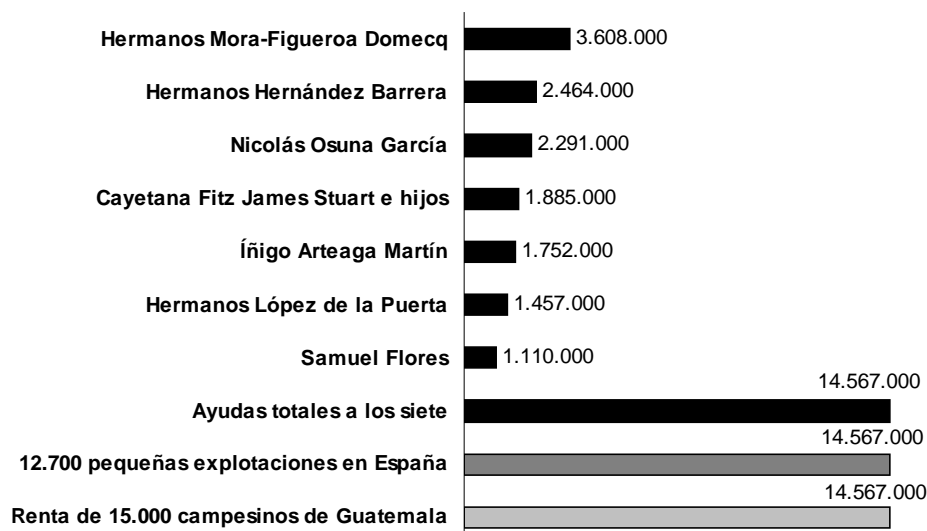 Hermanos Mora-Figueroa Domecq 3.608.000
Hermanos Hernández Barrera 2.464.000
Nicolás Osuna García 2.291.000
Cayetana Fitz James Stuart e hijos 1.885.000
Íñigo Arteaga Martín 1.752.000
Hermanos López de la Puerta 1.457.000
Samuel Flores 1.110.000
Ayudas totales a los siete 14.567.000
12.700 pequeñas explotaciones en España 14.567.000
Renta de 15.000 campesinos de Guatemala 14.567.000